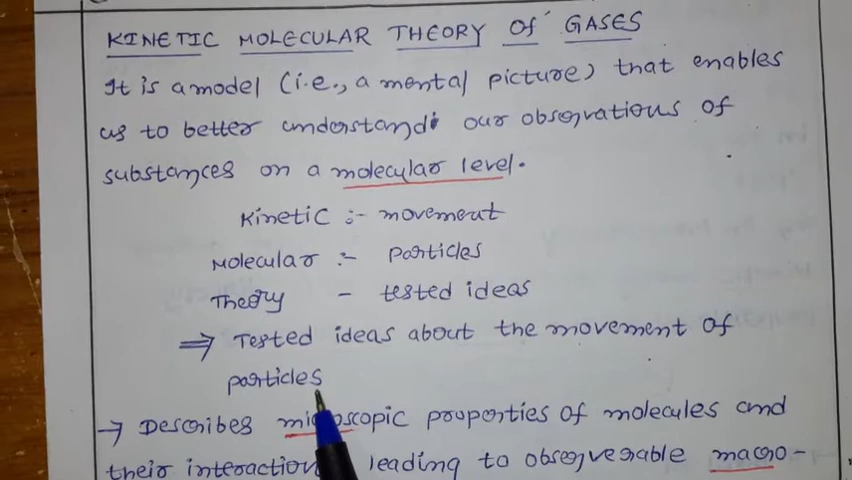 KINETIC MOLECULAR THEORY Of GASES
It is a model (i.e., a mental picture) that enables
us to better understand our observations of
substances on a molecular level.
Kinetic :- movement
Molecular :- particles
Theory - tested ideas
⇒ Tested ideas about the movement of
particles
→ Describes microscopic properties of molecules and
their interaction leading to observerable macro-